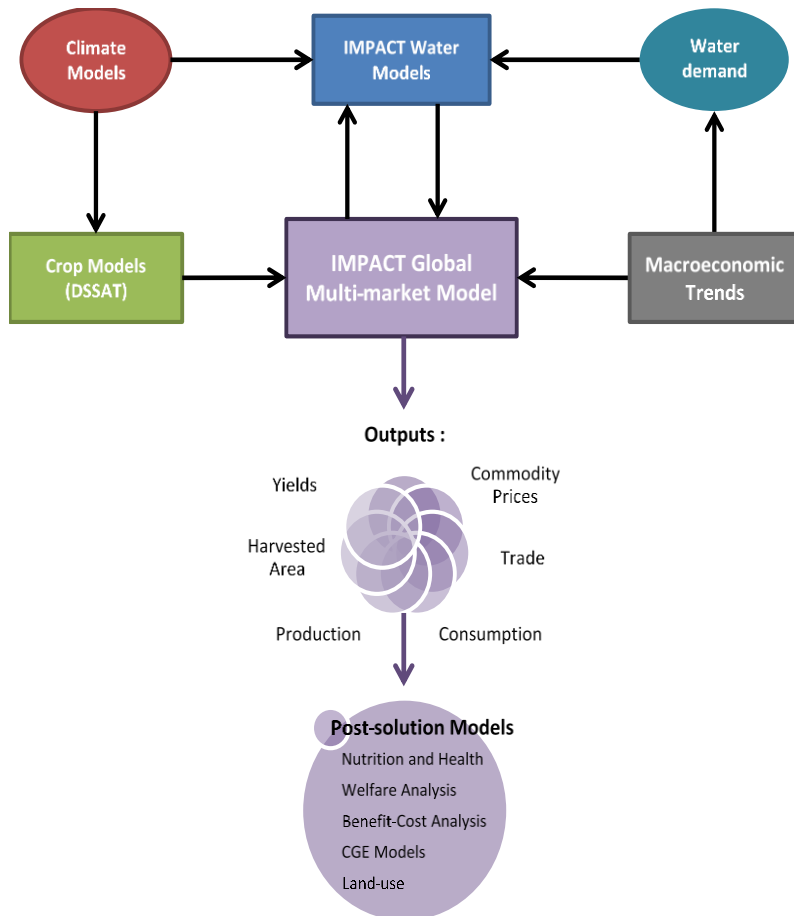 Climate
Models
IMPACT Water
Models
Water
demand
Crop Models
(DSSAT)
IMPACT Global
Multi-market Model
Macroeconomic
Trends
Outputs :
Yields
Commodity
Prices
Harvested
Area
Trade
Production
Consumption
Post-solution Models
Nutrition and Health
Welfare Analysis
Benefit-Cost Analysis
CGE Models
Land-use